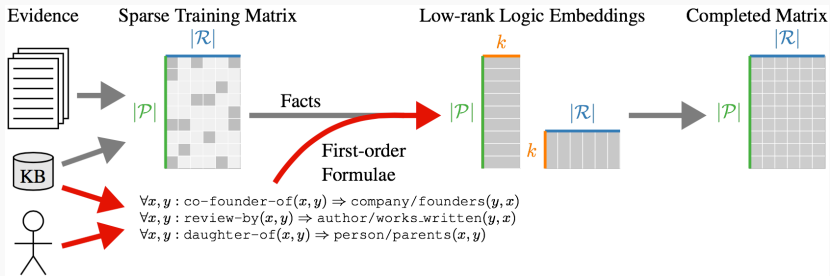 Evidence
Sparse Training Matrix
Low-rank Logic Embeddings
Completed Matrix
|R|
|P|
KB
Facts
First-order
Formulae
k
|P|
|R|
k
|R|
|P|
∀x, y : co-founder-of(x, y) ⇒ company/founders(y, x)
∀x, y : review-by(x, y) ⇒ author/works_written(y, x)
∀x, y : daughter-of(x, y) ⇒ person/parents(x, y)